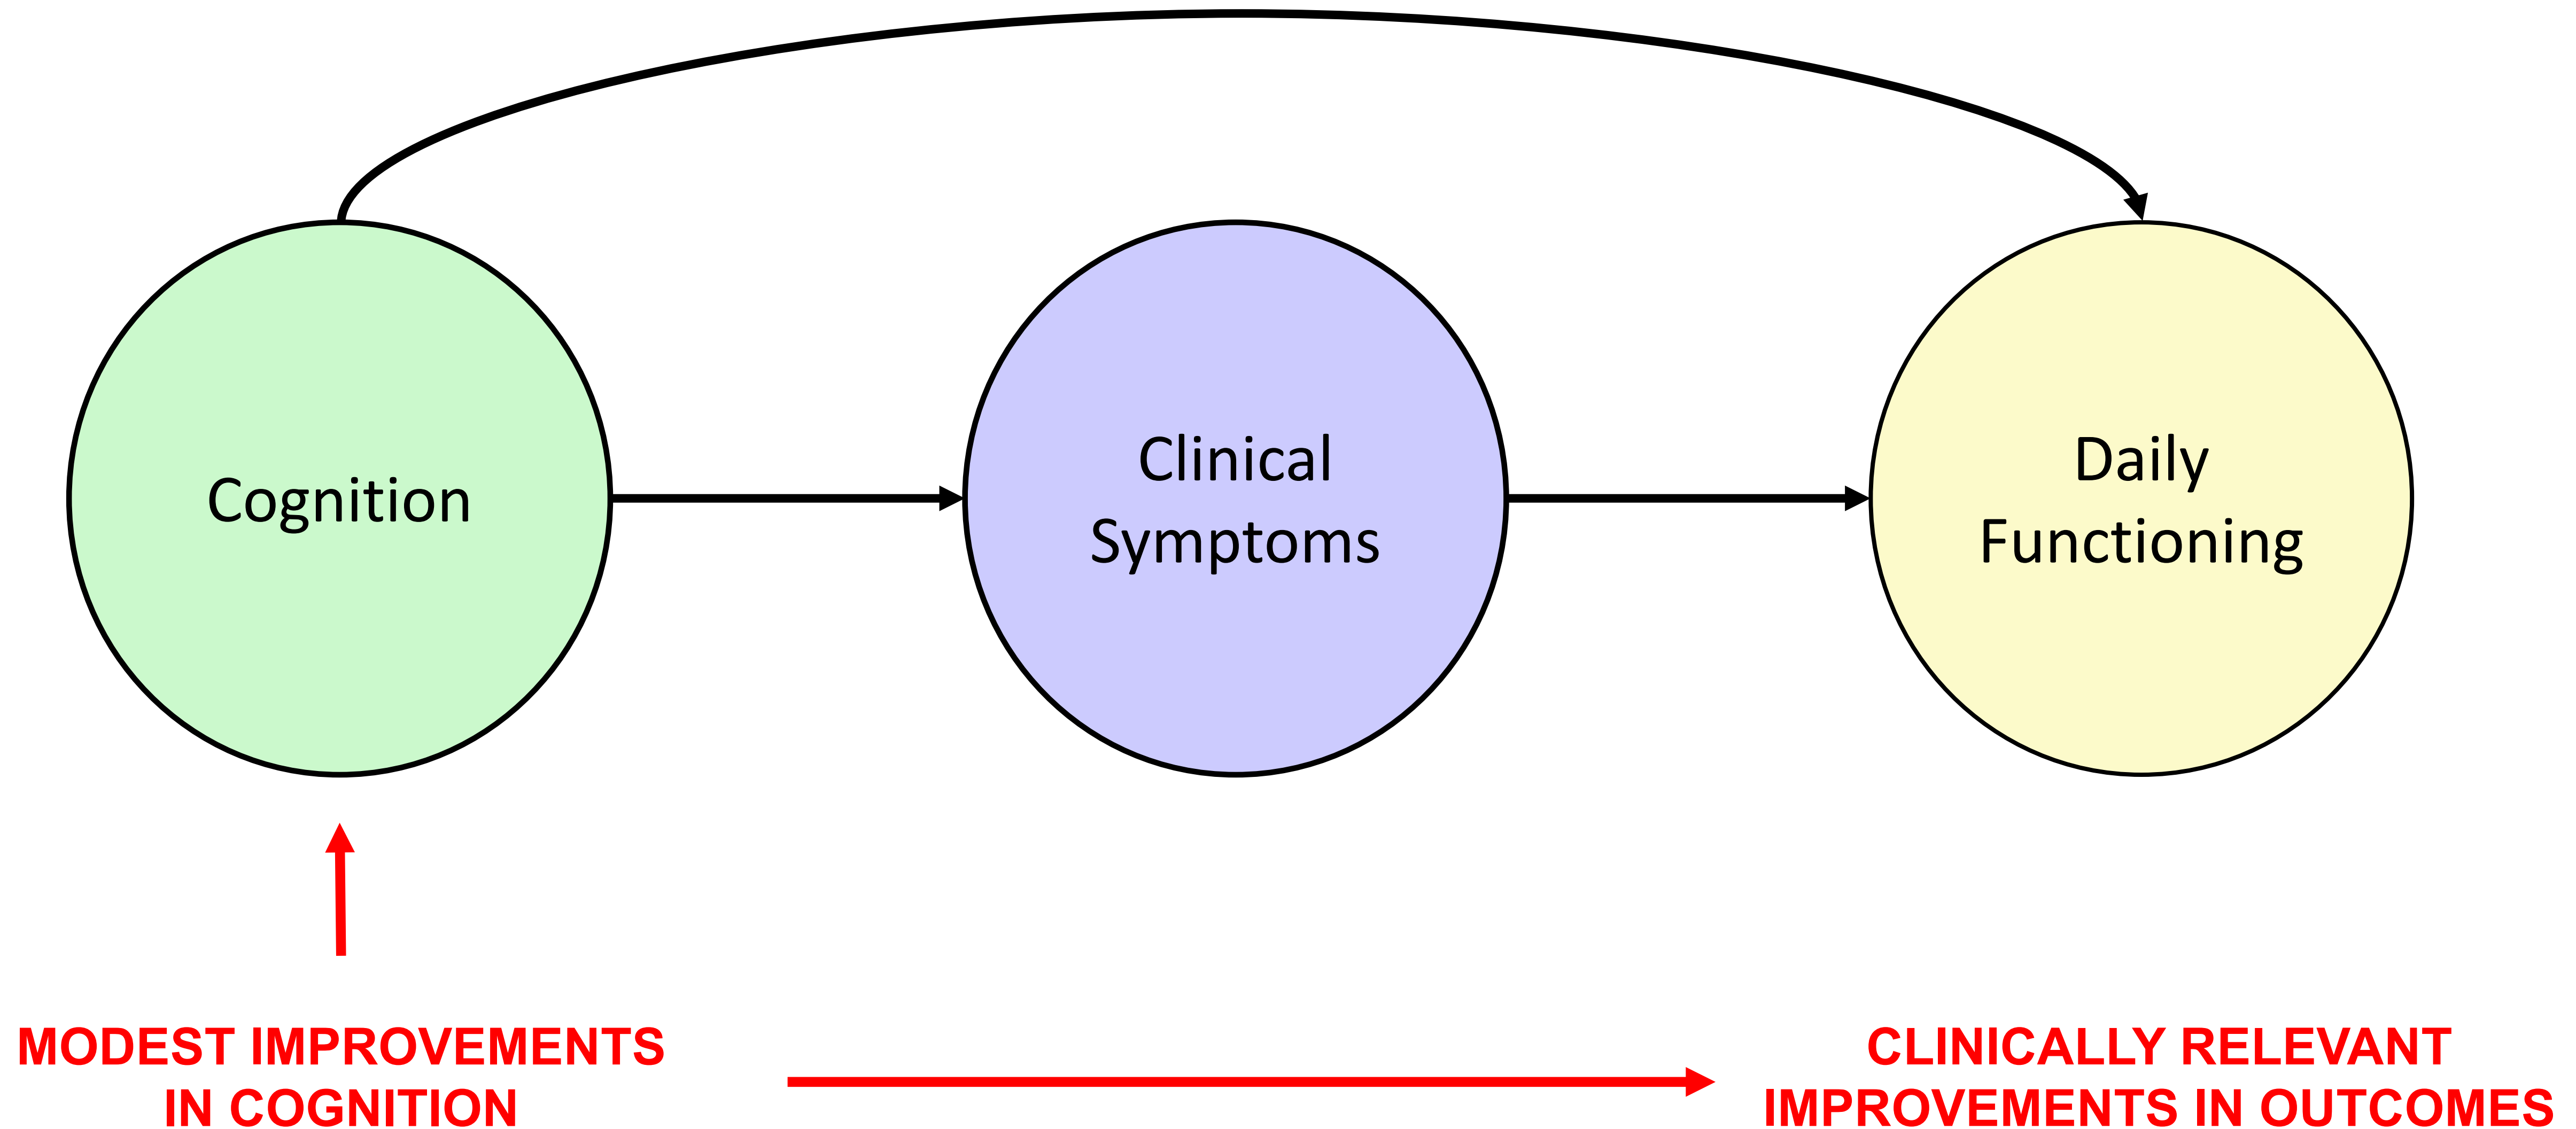 Cognition
Clinical
Symptoms
Daily
Functioning
MODEST IMPROVEMENTS
IN COGNITION
CLINICALLY RELEVANT
IMPROVEMENTS IN OUTCOMES